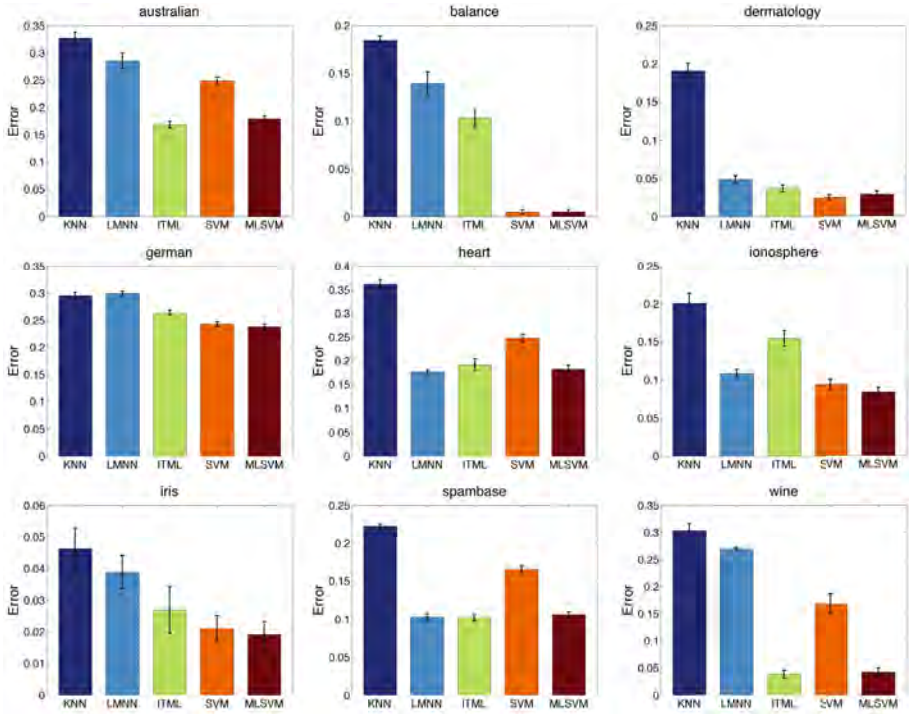 australian
Error
0.35
0.3
0.25
0.2
0.15
0.1
0.05
0
KNN LMNN ITML SVM MLSVM
balance
Error
0.2
0.15
0.1
0.05
0
KNN LMNN ITML SVM MLSVM
dermatology
Error
0.25
0.2
0.15
0.1
0.05
0
KNN LMNN ITML SVM MLSVM
german
Error
0.35
0.3
0.25
0.2
0.15
0.1
0.05
0
KNN LMNN ITML SVM MLSVM
heart
Error
0.4
0.35
0.3
0.25
0.2
0.15
0.1
0.05
0
KNN LMNN ITML SVM MLSVM
ionosphere
Error
0.25
0.2
0.15
0.1
0.05
0
KNN LMNN ITML SVM MLSVM
iris
Error
0.06
0.05
0.04
0.03
0.02
0.01
0
KNN LMNN ITML SVM MLSVM
spambase
Error
0.25
0.2
0.15
0.1
0.05
0
KNN LMNN ITML SVM MLSVM
wine
Error
0.35
0.3
0.25
0.2
0.15
0.1
0.05
0
KNN LMNN ITML SVM MLSVM